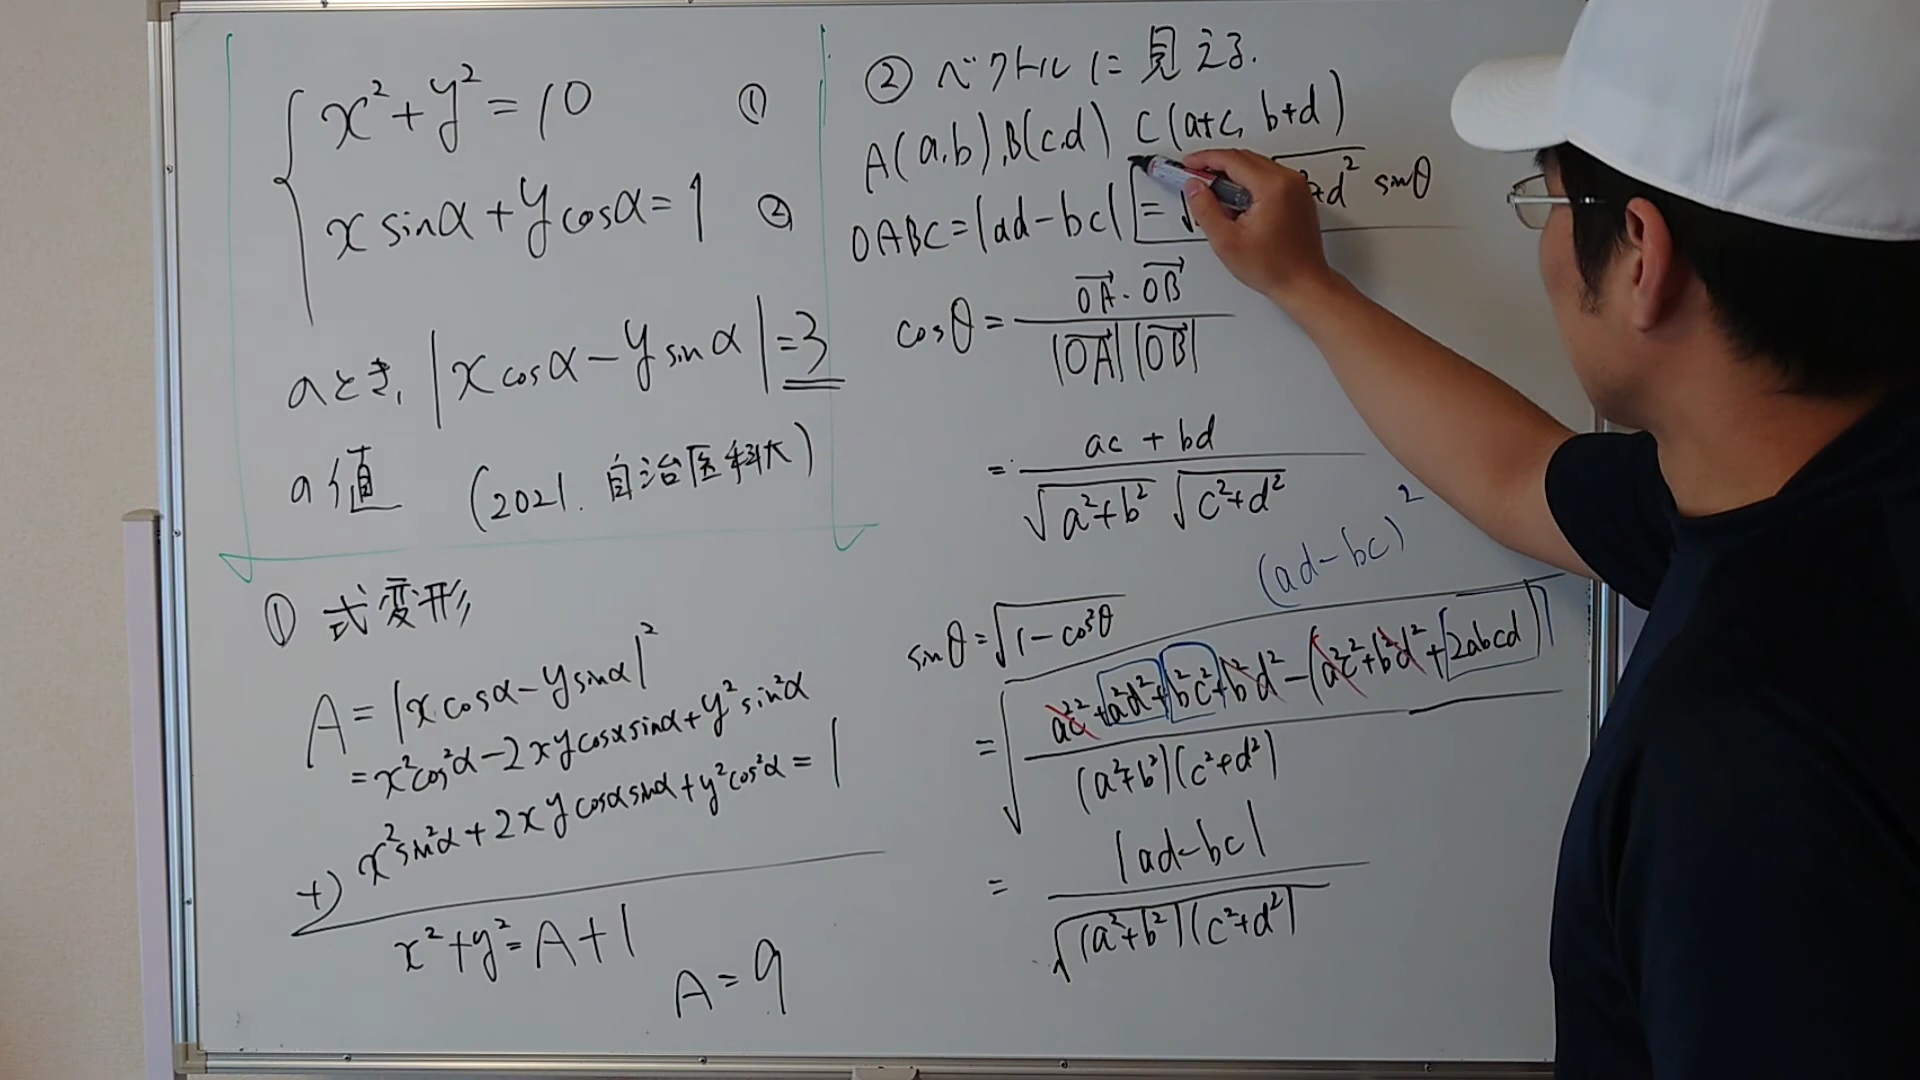 x²+y²=10 ①
x sinα+y cosα=1 ②
のとき, |x cosα-y sinα|=3
の値 (2021. 自治医科大)
① 式変形
A=|x cosα-y sinα|²
=x²cos²α-2xy cosα sinα+y²sin²α
x²sin²α+2xy cosα sinα+y²cos²α=1
+)
x²+y²=A+1
A=9
② ベクトルに見える.
A(a,b),B(c,d) C(a+c, b+d)
OABC=|ad-bc| =√ +d² sinθ
cosθ=OA・OB/|OA||OB|
=ac+bd/√a²+b² √c²+d²
(ad-bc)²
sinθ=√1-cos²θ
=√a²c²+a²d²+b²c²+b²d²-(a²c²+b²d²+2abcd)/(a²+b²)(c²+d²)
=|ad-bc|/√(a²+b²)(c²+d²)